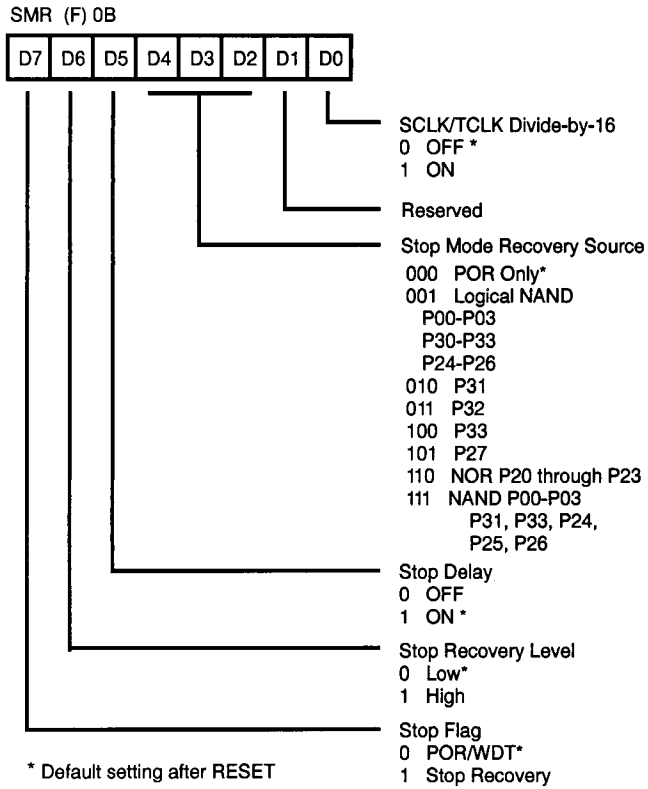 SMR (F) 0B
D7 D6 D5 D4 D3 D2 D1 D0
SCLK/TCLK Divide-by-16
0 OFF *
1 ON
Reserved
Stop Mode Recovery Source
000 POR Only*
001 Logical NAND
P00-P03
P30-P33
P24-P26
010 P31
011 P32
100 P33
101 P27
110 NOR P20 through P23
111 NAND P00-P03
P31, P33, P24,
P25, P26
Stop Delay
0 OFF
1 ON *
Stop Recovery Level
0 Low*
1 High
Stop Flag
0 POR/WDT*
1 Stop Recovery
* Default setting after RESET